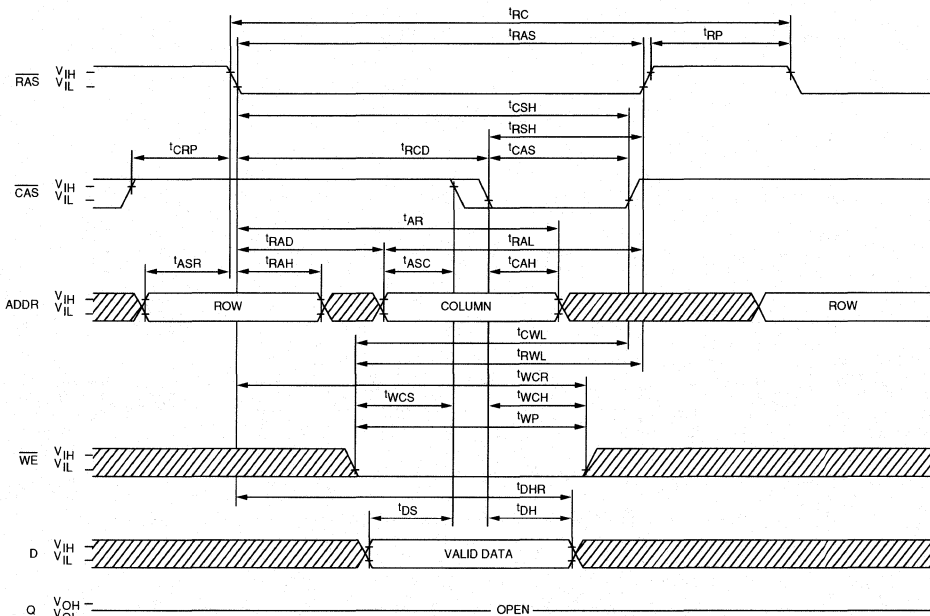 tRC
tRAS
tRP
RAS VIH
VIL
tCSH
tRSH
tCRP tRCD tCAS
CAS VIH
VIL
tAR
tRAD tRAL
tASR tRAH tASC tCAH
ADDR VIH
VIL
ROW COLUMN ROW
tCWL
tRWL
tWCR
tWCS tWCH
tWP
WE VIH
VIL
tDHR
tDS tDH
D VIH
VIL
VALID DATA
Q VOH
VOL
OPEN